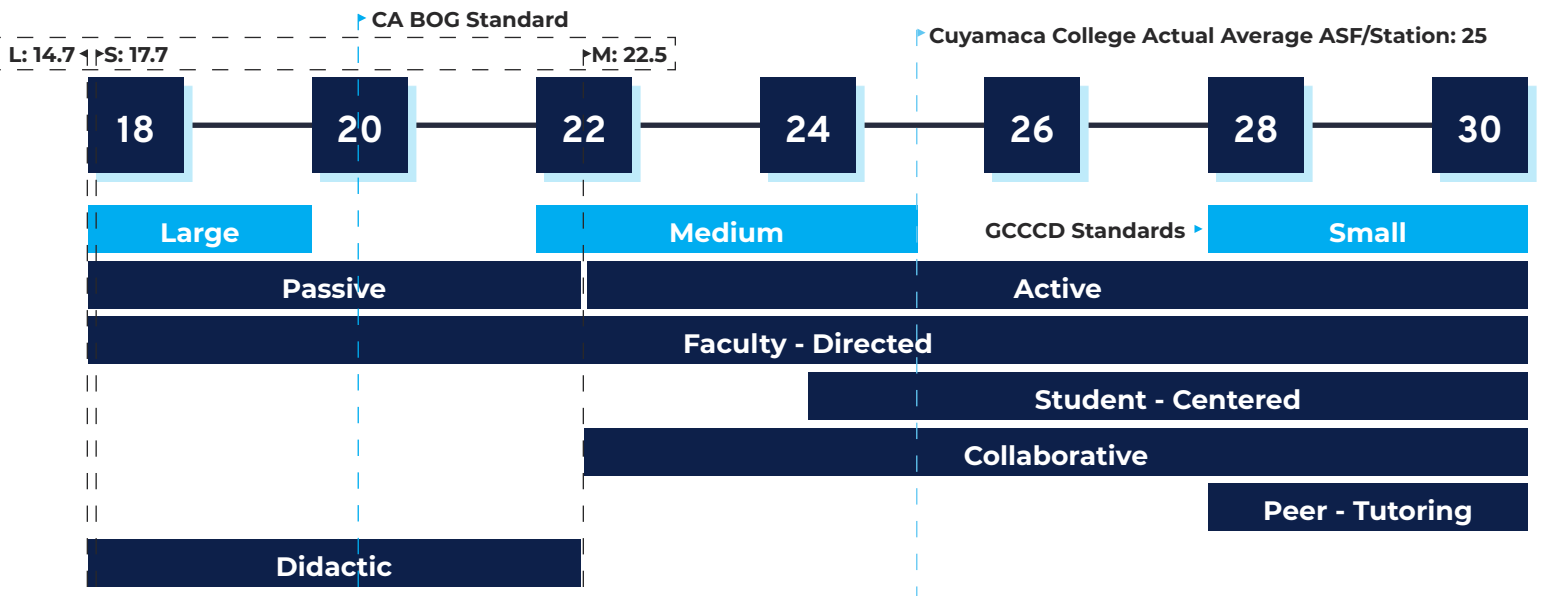 CA BOG Standard
Cuyamaca College Actual Average ASF/Station: 25
L: 14.7 S: 17.7 M: 22.5
18 20 22 24 26 28 30
Large Medium GCCCD Standards Small
Passive Active
Faculty - Directed
Student - Centered
Collaborative
Peer - Tutoring
Didactic